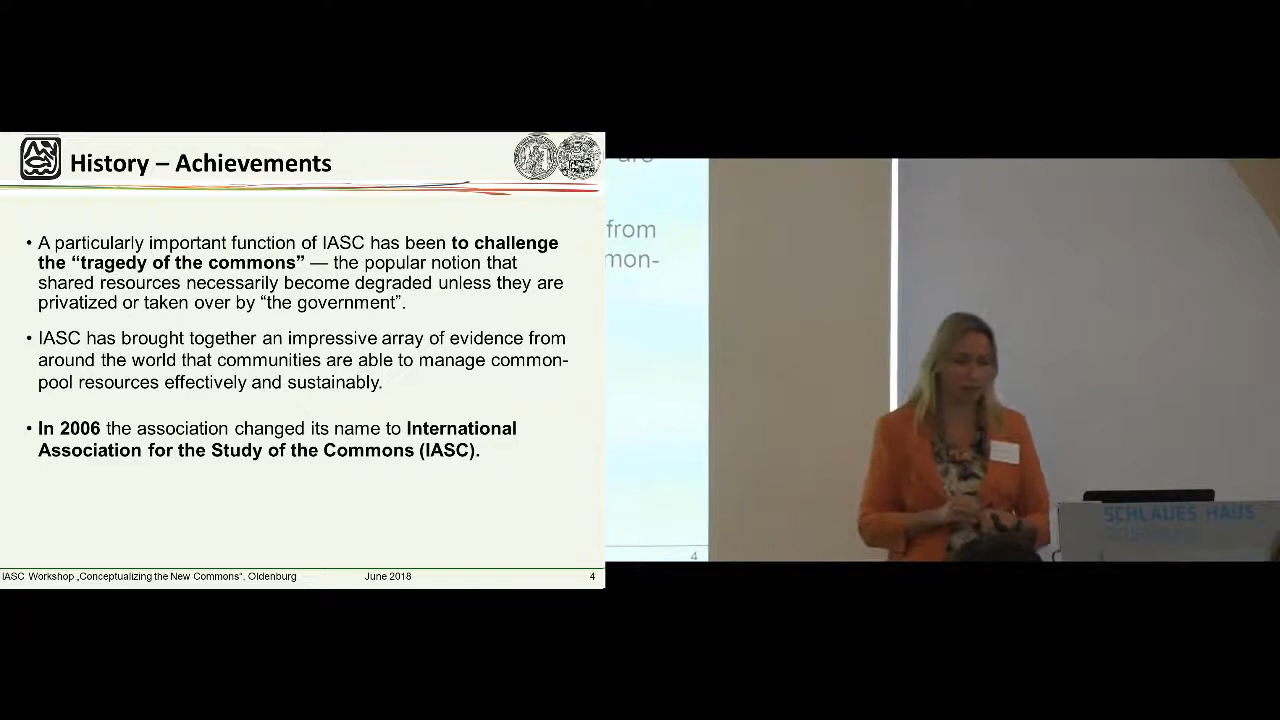 History – Achievements
• A particularly important function of IASC has been to challenge
the “tragedy of the commons” — the popular notion that
shared resources necessarily become degraded unless they are
privatized or taken over by “the government”.
• IASC has brought together an impressive array of evidence from
around the world that communities are able to manage common-
pool resources effectively and sustainably.
• In 2006 the association changed its name to International
Association for the Study of the Commons (IASC).
IASC Workshop „Conceptualizing the New Commons“, Oldenburg
June 2018
4
are
from
mon-
4
SCHLAUES HAUS